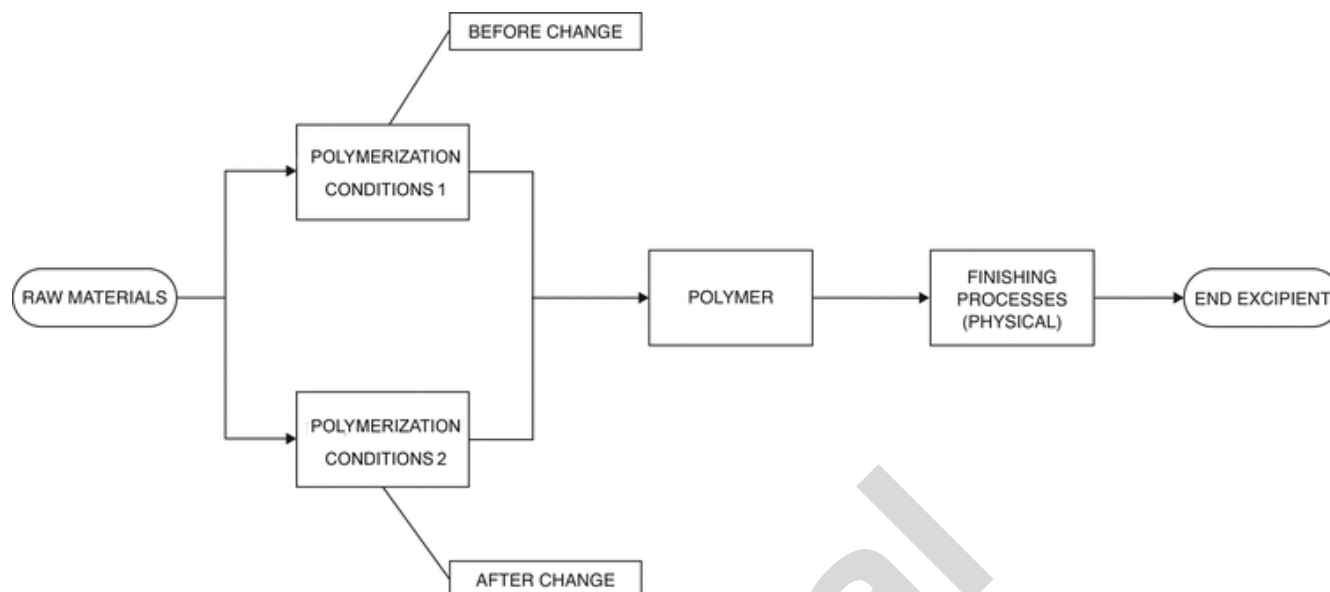 BEFORE CHANGE
POLYMERIZATION
CONDITIONS 1
RAW MATERIALS
POLYMER
FINISHING
PROCESSES
(PHYSICAL)
END EXCIPIENT
POLYMERIZATION
CONDITIONS 2
AFTER CHANGE